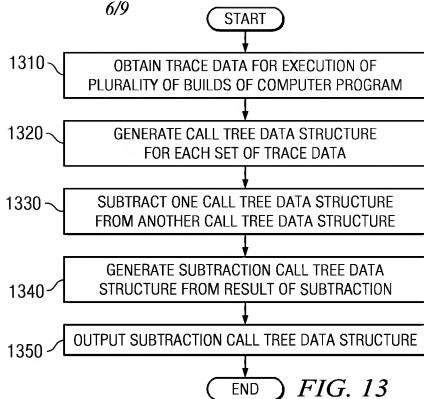 6/9
START
1310
OBTAIN TRACE DATA FOR EXECUTION OF
PLURALITY OF BUILDS OF COMPUTER PROGRAM
1320
GENERATE CALL TREE DATA STRUCTURE
FOR EACH SET OF TRACE DATA
1330
SUBTRACT ONE CALL TREE DATA STRUCTURE
FROM ANOTHER CALL TREE DATA STRUCTURE
1340
GENERATE SUBTRACTION CALL TREE DATA
STRUCTURE FROM RESULT OF SUBTRACTION
1350
OUTPUT SUBTRACTION CALL TREE DATA STRUCTURE
END
FIG. 13